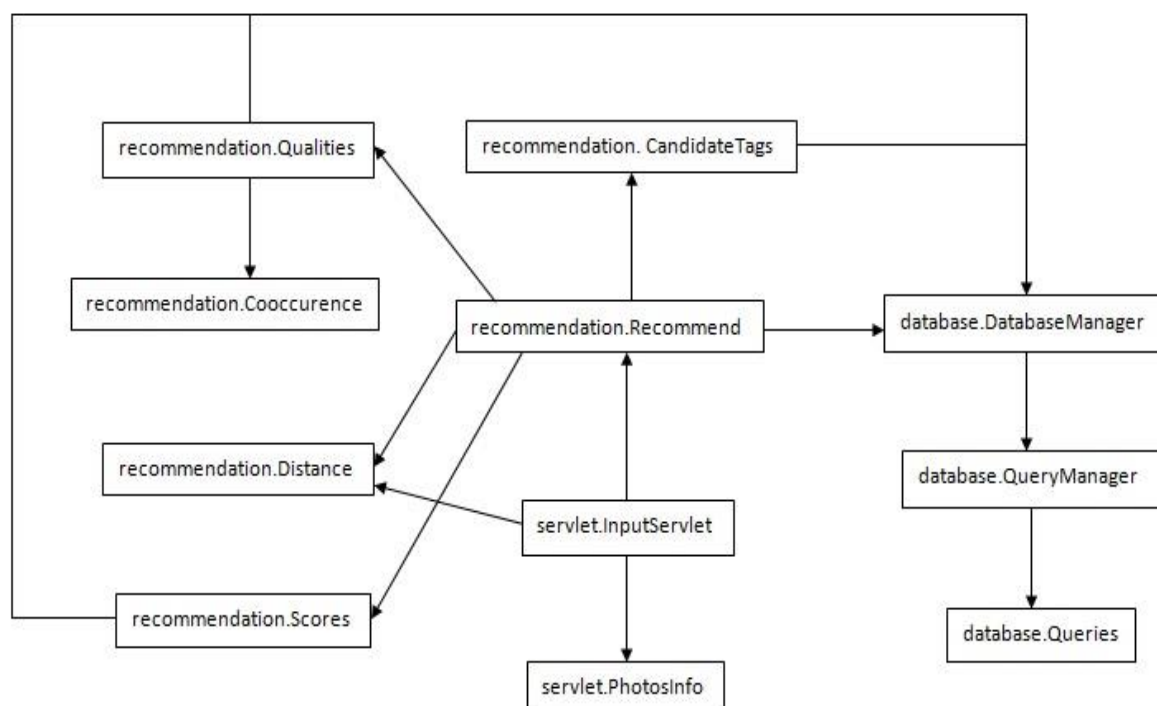 recommendation.Qualities
recommendation. CandidateTags
recommendation.Cooccurence
recommendation.Recommend
database.DatabaseManager
recommendation.Distance
database.QueryManager
servlet.InputServlet
recommendation.Scores
database.Queries
servlet.PhotosInfo